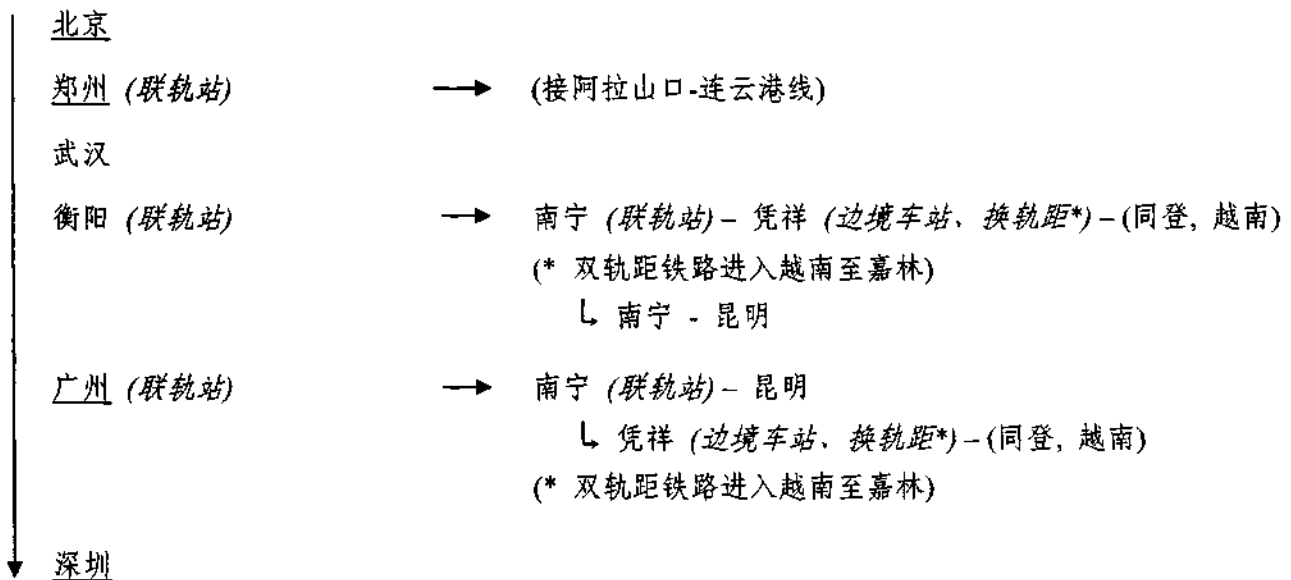 北京
郑州 (联轨站) → (接阿拉山口-连云港线)
武汉
衡阳 (联轨站) → 南宁 (联轨站) – 凭祥 (边境车站、换轨距*) – (同登, 越南)
(* 双轨距铁路进入越南至嘉林)
↳ 南宁 - 昆明
广州 (联轨站) → 南宁 (联轨站) – 昆明
↳ 凭祥 (边境车站、换轨距*) – (同登, 越南)
(* 双轨距铁路进入越南至嘉林)
深圳